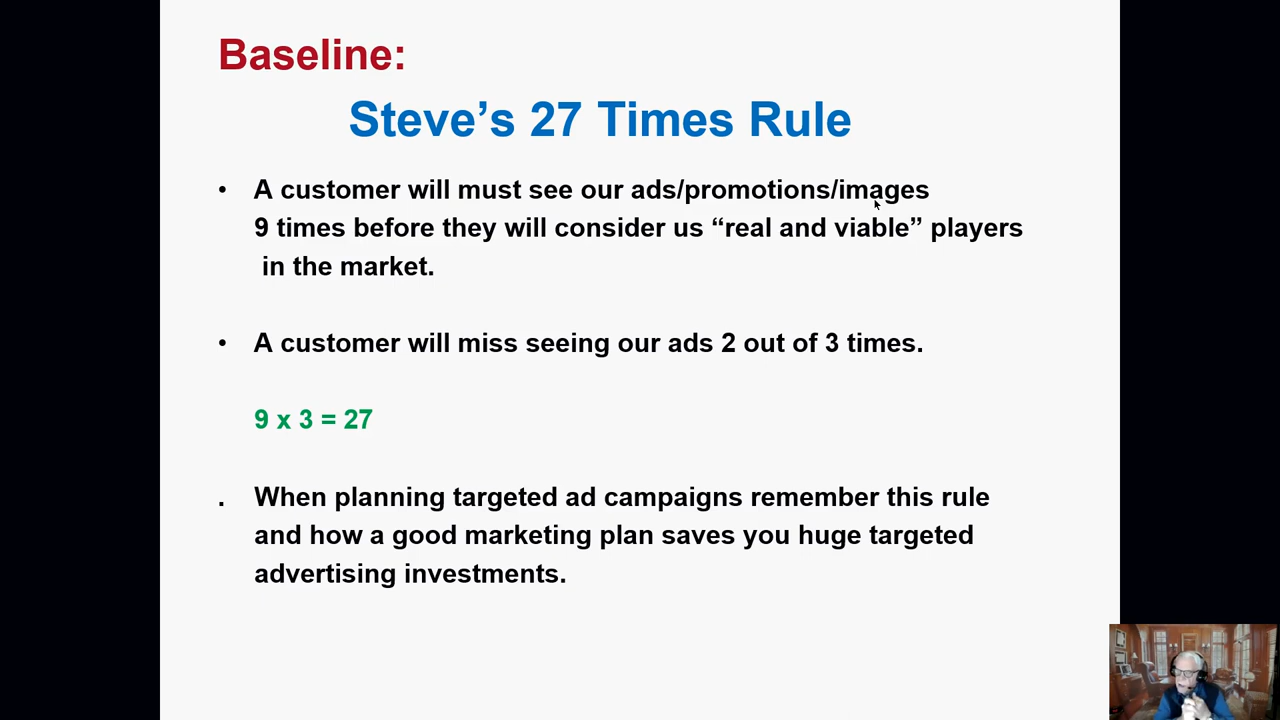 Baseline:
Steve’s 27 Times Rule
• A customer will must see our ads/promotions/images
9 times before they will consider us “real and viable” players
in the market.
• A customer will miss seeing our ads 2 out of 3 times.
9 x 3 = 27
. When planning targeted ad campaigns remember this rule
and how a good marketing plan saves you huge targeted
advertising investments.